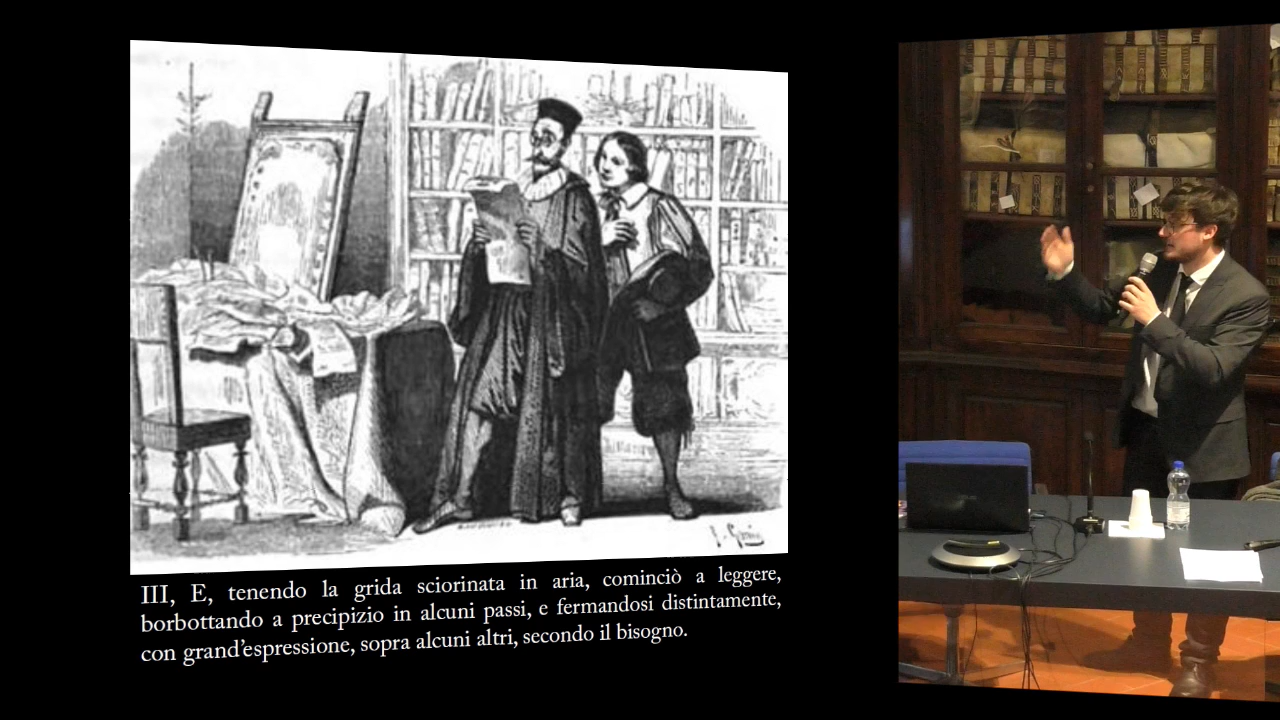 III, E, tenendo la grida sciorinata in aria, cominciò a leggere,
borbottando a precipizio in alcuni passi, e fermandosi distintamente,
con grand'espressione, sopra alcuni altri, secondo il bisogno.